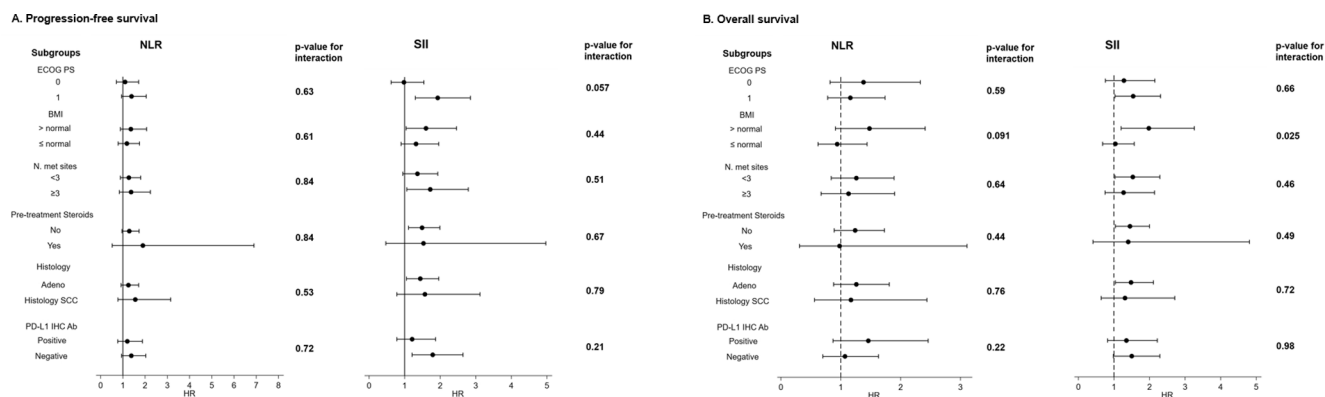 A. Progression-free survival
Subgroups
NLR
p-value for
interaction
SII
p-value for
interaction
ECOG PS
0
1
0.63
0.057
BMI
> normal
≤ normal
0.61
0.44
N. met sites
<3
≥3
0.84
0.51
Pre-treatment Steroids
No
Yes
0.84
0.67
Histology
Adeno
Histology SCC
0.53
0.79
PD-L1 IHC Ab
Positive
Negative
0.72
0.21
0 1 2 3 4 5 6 7 8
HR
0 1 2 3 4 5
HR
B. Overall survival
Subgroups
NLR
p-value for
interaction
SII
p-value for
interaction
ECOG PS
0
1
0.59
0.66
BMI
> normal
≤ normal
0.091
0.025
N. met sites
<3
≥3
0.64
0.46
Pre-treatment Steroids
No
Yes
0.44
0.49
Histology
Adeno
Histology SCC
0.76
0.72
PD-L1 IHC Ab
Positive
Negative
0.22
0.98
0 1 2 3
HR
0 1 2 3 4 5
HR